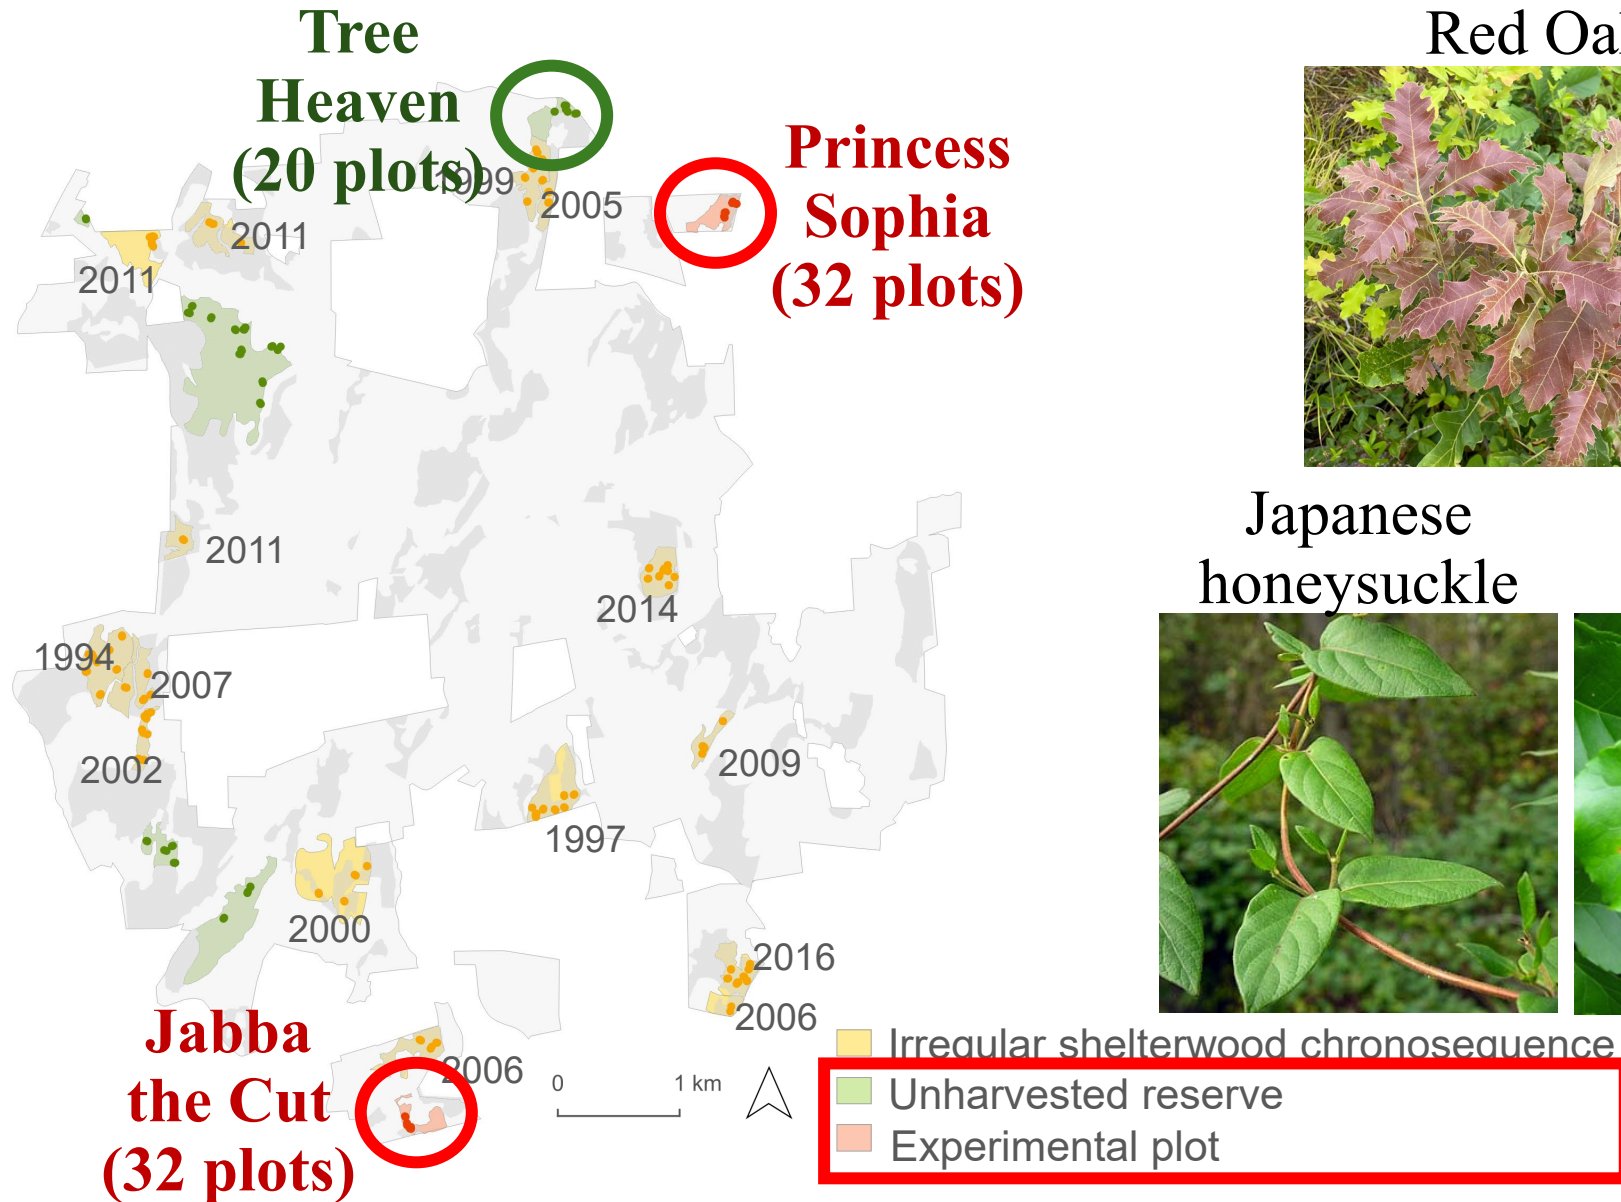 Tree
Heaven
(20 plots)
Princess
Sophia
(32 plots)
1999
2005
2011
2011
2011
2014
1994
2007
2002
2009
1997
2000
2016
2006
2006
Jabba
the Cut
(32 plots)
0
1 km
Red Oa
Japanese
honeysuckle
Irregular shelterwood chronosequence
Unharvested reserve
Experimental plot